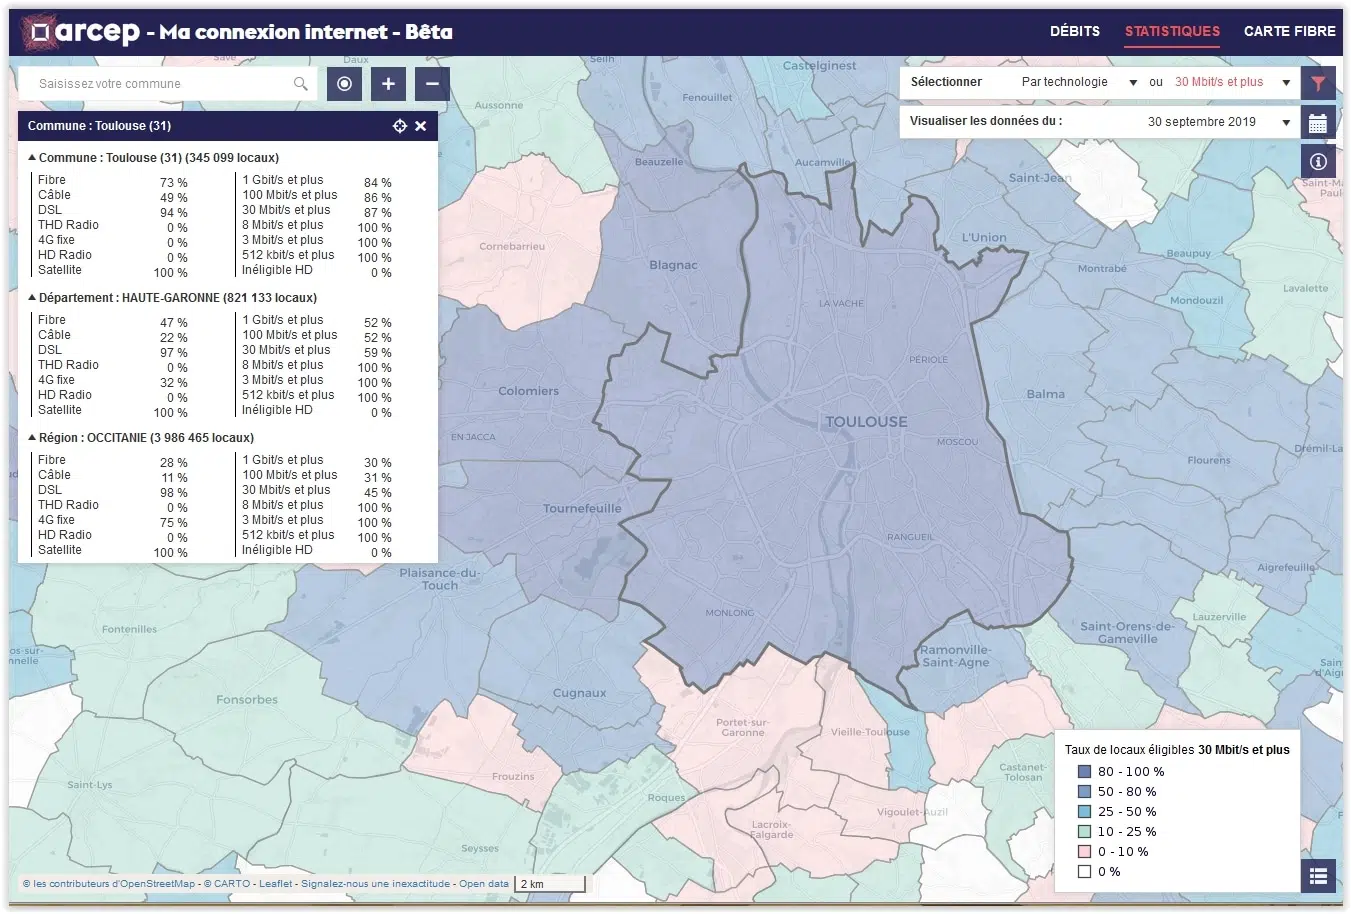 arcep - Ma connexion internet - Bêta
DÉBITS STATISTIQUES CARTE FIBRE
Saisissez votre commune
Sélectionner Par technologie ou 30 Mbit/s et plus
Visualiser les données du : 30 septembre 2019
Commune : Toulouse (31)
Commune : Toulouse (31) (345 099 locaux)
Fibre 73 % 1 Gbit/s et plus 84 %
Câble 49 % 100 Mbit/s et plus 86 %
DSL 94 % 30 Mbit/s et plus 87 %
THD Radio 0 % 8 Mbit/s et plus 100 %
4G fixe 0 % 3 Mbit/s et plus 100 %
HD Radio 0 % 512 kbit/s et plus 100 %
Satellite 100 % Inéligible HD 0 %
Département : HAUTE-GARONNE (821 133 locaux)
Fibre 47 % 1 Gbit/s et plus 52 %
Câble 22 % 100 Mbit/s et plus 52 %
DSL 97 % 30 Mbit/s et plus 59 %
THD Radio 0 % 8 Mbit/s et plus 100 %
4G fixe 32 % 3 Mbit/s et plus 100 %
HD Radio 0 % 512 kbit/s et plus 100 %
Satellite 100 % Inéligible HD 0 %
Région : OCCITANIE (3 986 465 locaux)
Fibre 28 % 1 Gbit/s et plus 30 %
Câble 11 % 100 Mbit/s et plus 31 %
DSL 98 % 30 Mbit/s et plus 45 %
THD Radio 0 % 8 Mbit/s et plus 100 %
4G fixe 75 % 3 Mbit/s et plus 100 %
HD Radio 0 % 512 kbit/s et plus 100 %
Satellite 100 % Inéligible HD 0 %
Daux
Seilh
Castelginest
Aussonne
Fenouillet
Beauzelle
Aucamville
Saint-Jean
Cornebarrieu
L'Union
Beaupuy
Blagnac
Montrabé
Lavalette
LA VACHE
Mondouzil
PÉRIOLE
Colomiers
Balma
TOULOUSE
EN JACCA
MOSCOU
Drémil-La
Flourens
Tournefeuille
RANGUEIL
Aigrefeuille
Plaisance-du-
Touch
MONLONG
Lauzerville
Fontenilles
Saint-Orens-de-
Gameville
Ramonville-
Saint-Agne
Fonsorbes
Cugnaux
Portet-sur-
Garonne
Vieille-Toulouse
Frouzins
Castanet-
Tolosan
Saint-Lys
Roques
Vigoulet-Auzil
Lacroix-
Falgarde
Seysses
Taux de locaux éligibles 30 Mbit/s et plus
80 - 100 %
50 - 80 %
25 - 50 %
10 - 25 %
0 - 10 %
0 %
© les contributeurs d'OpenStreetMap - © CARTO - Leaflet - Signalez-nous une inexactitude - Open data 2 km